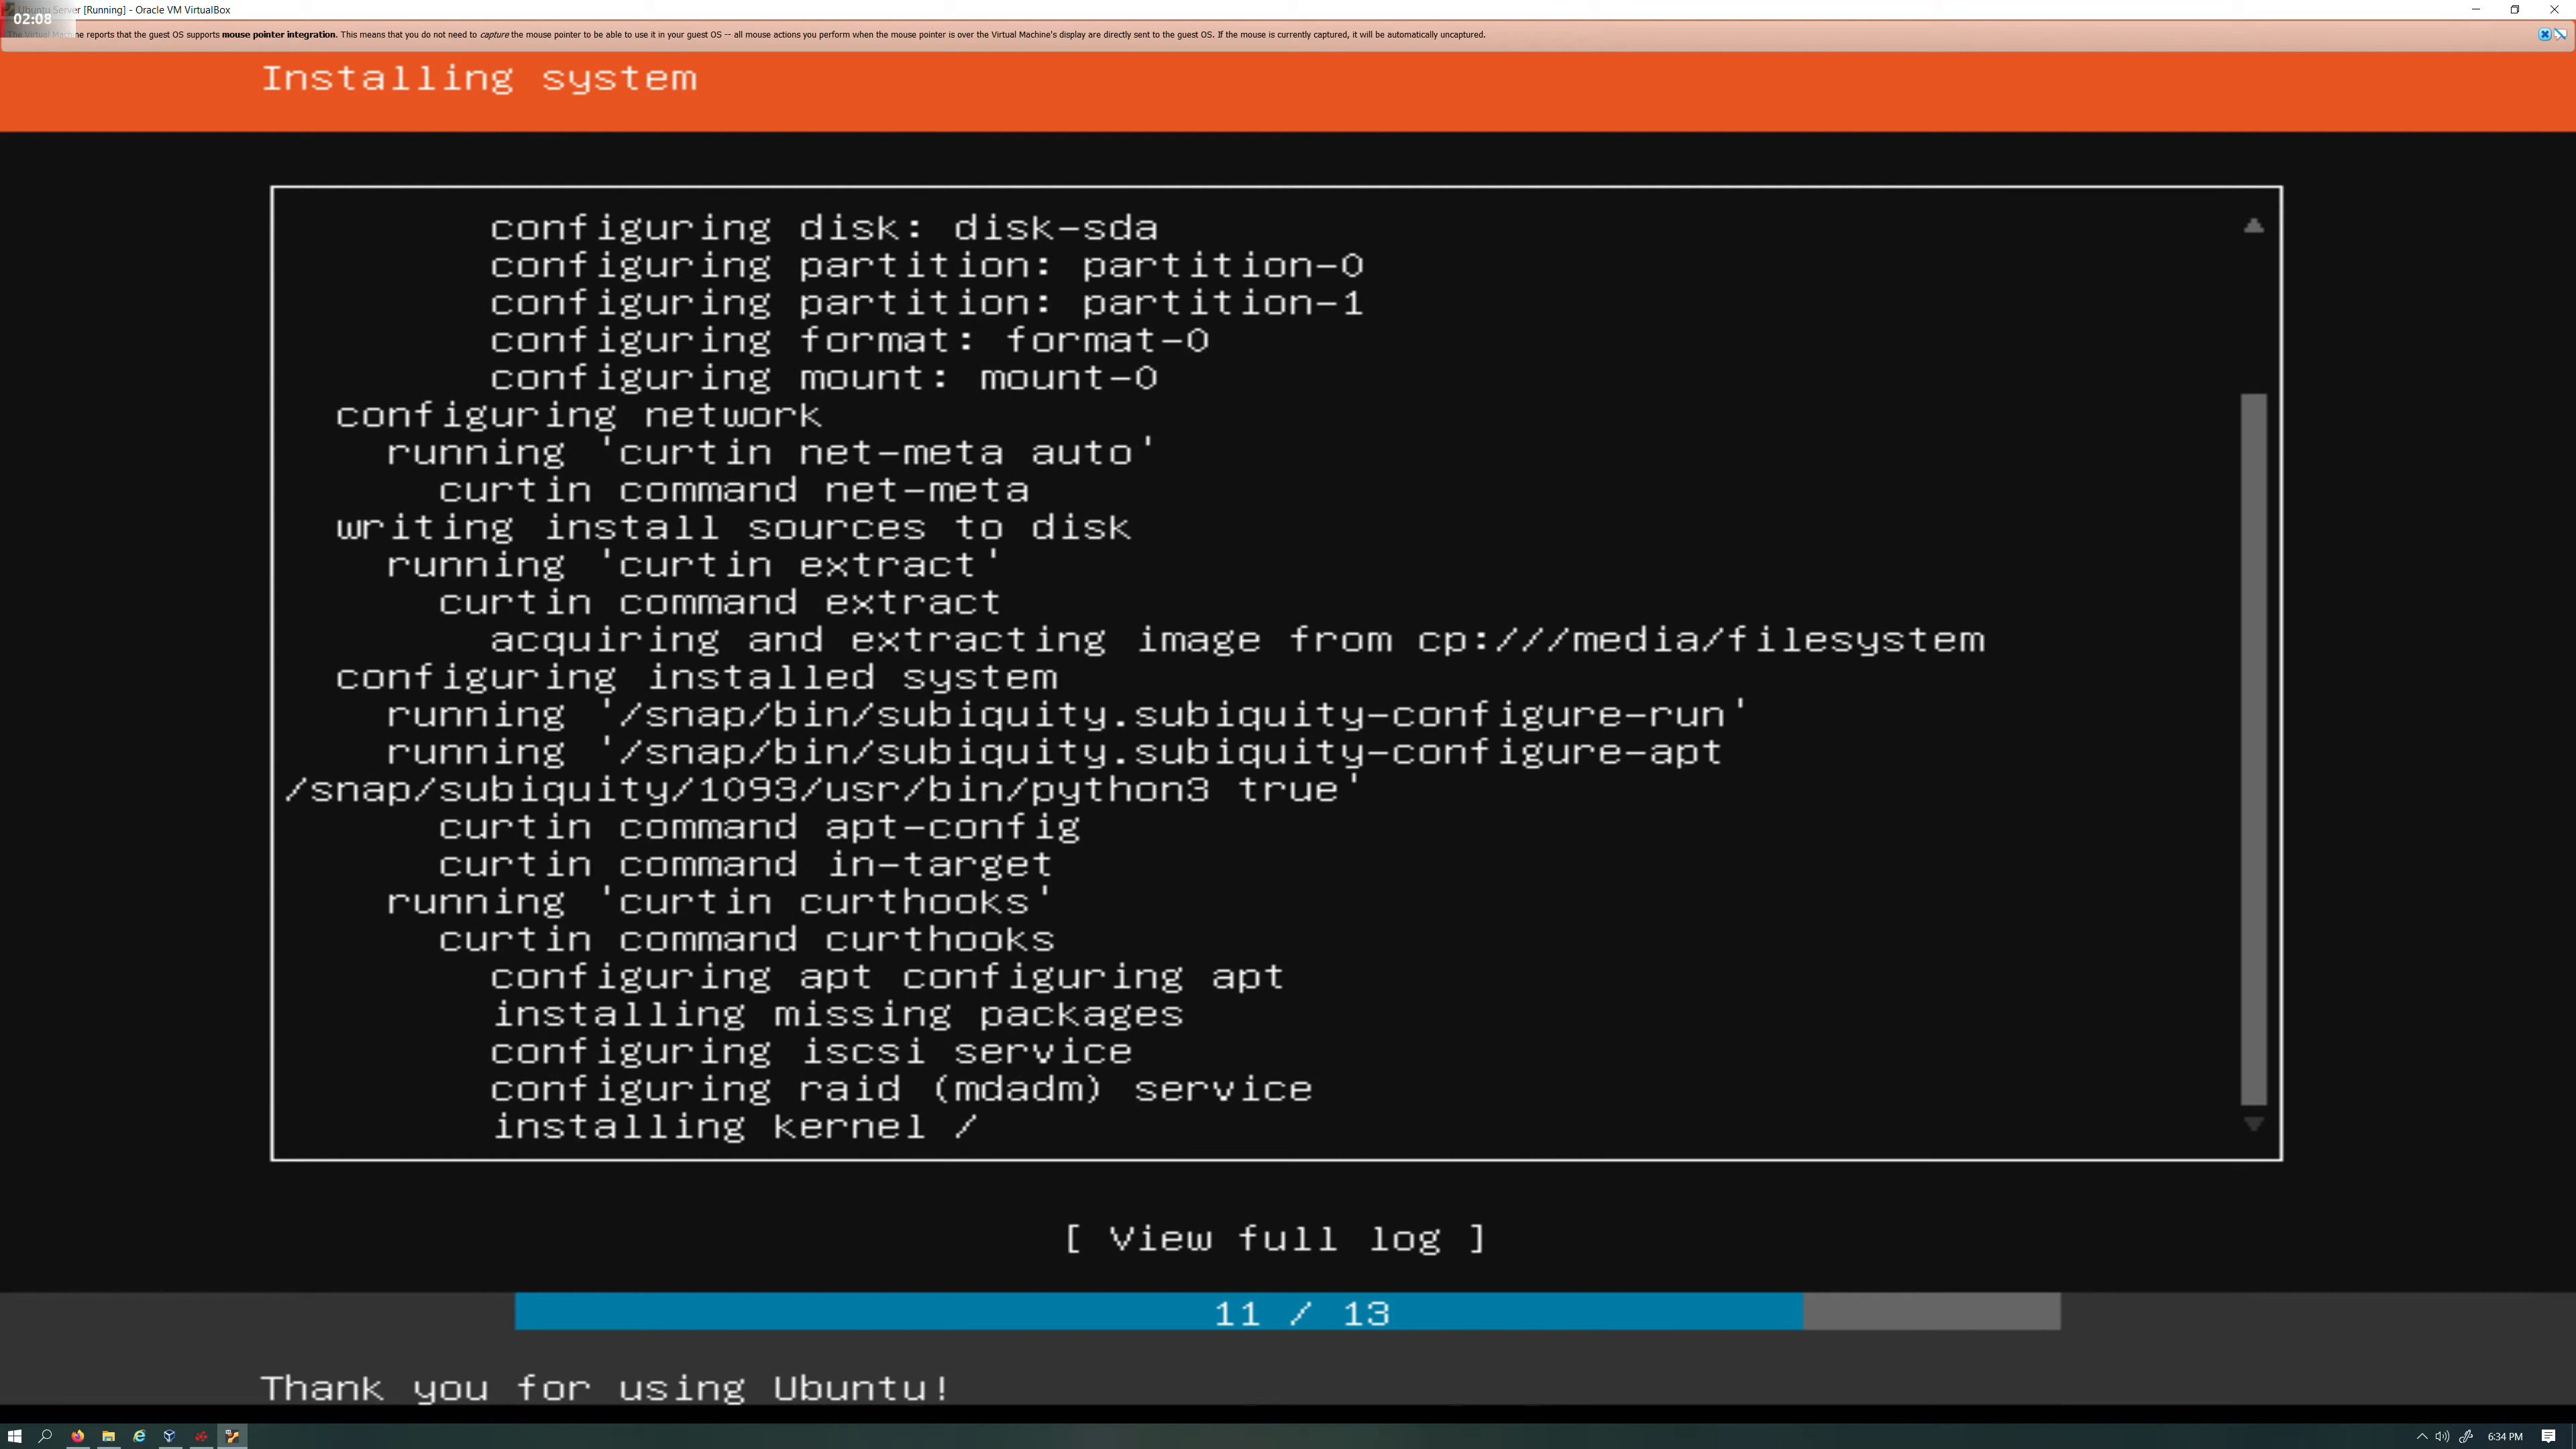 02:08
Ubuntu Server [Running] - Oracle VM VirtualBox
The Virtual Machine reports that the guest OS supports mouse pointer integration. This means that you do not need to capture the mouse pointer to be able to use it in your guest OS -- all mouse actions you perform when the mouse pointer is over the Virtual Machine's display are directly sent to the guest OS. If the mouse is currently captured, it will be automatically uncaptured.
Installing system
configuring disk: disk-sda
configuring partition: partition-0
configuring partition: partition-1
configuring format: format-0
configuring mount: mount-0
configuring network
running 'curtin net-meta auto'
curtin command net-meta
writing install sources to disk
running 'curtin extract'
curtin command extract
acquiring and extracting image from cp:///media/filesystem
configuring installed system
running '/snap/bin/subiquity.subiquity-configure-run'
running '/snap/bin/subiquity.subiquity-configure-apt
/snap/subiquity/1093/usr/bin/python3 true'
curtin command apt-config
curtin command in-target
running 'curtin curthooks'
curtin command curthooks
configuring apt configuring apt
installing missing packages
configuring iscsi service
configuring raid (mdadm) service
installing kernel /
[ View full log ]
11 / 13
Thank you for using Ubuntu!
6:34 PM